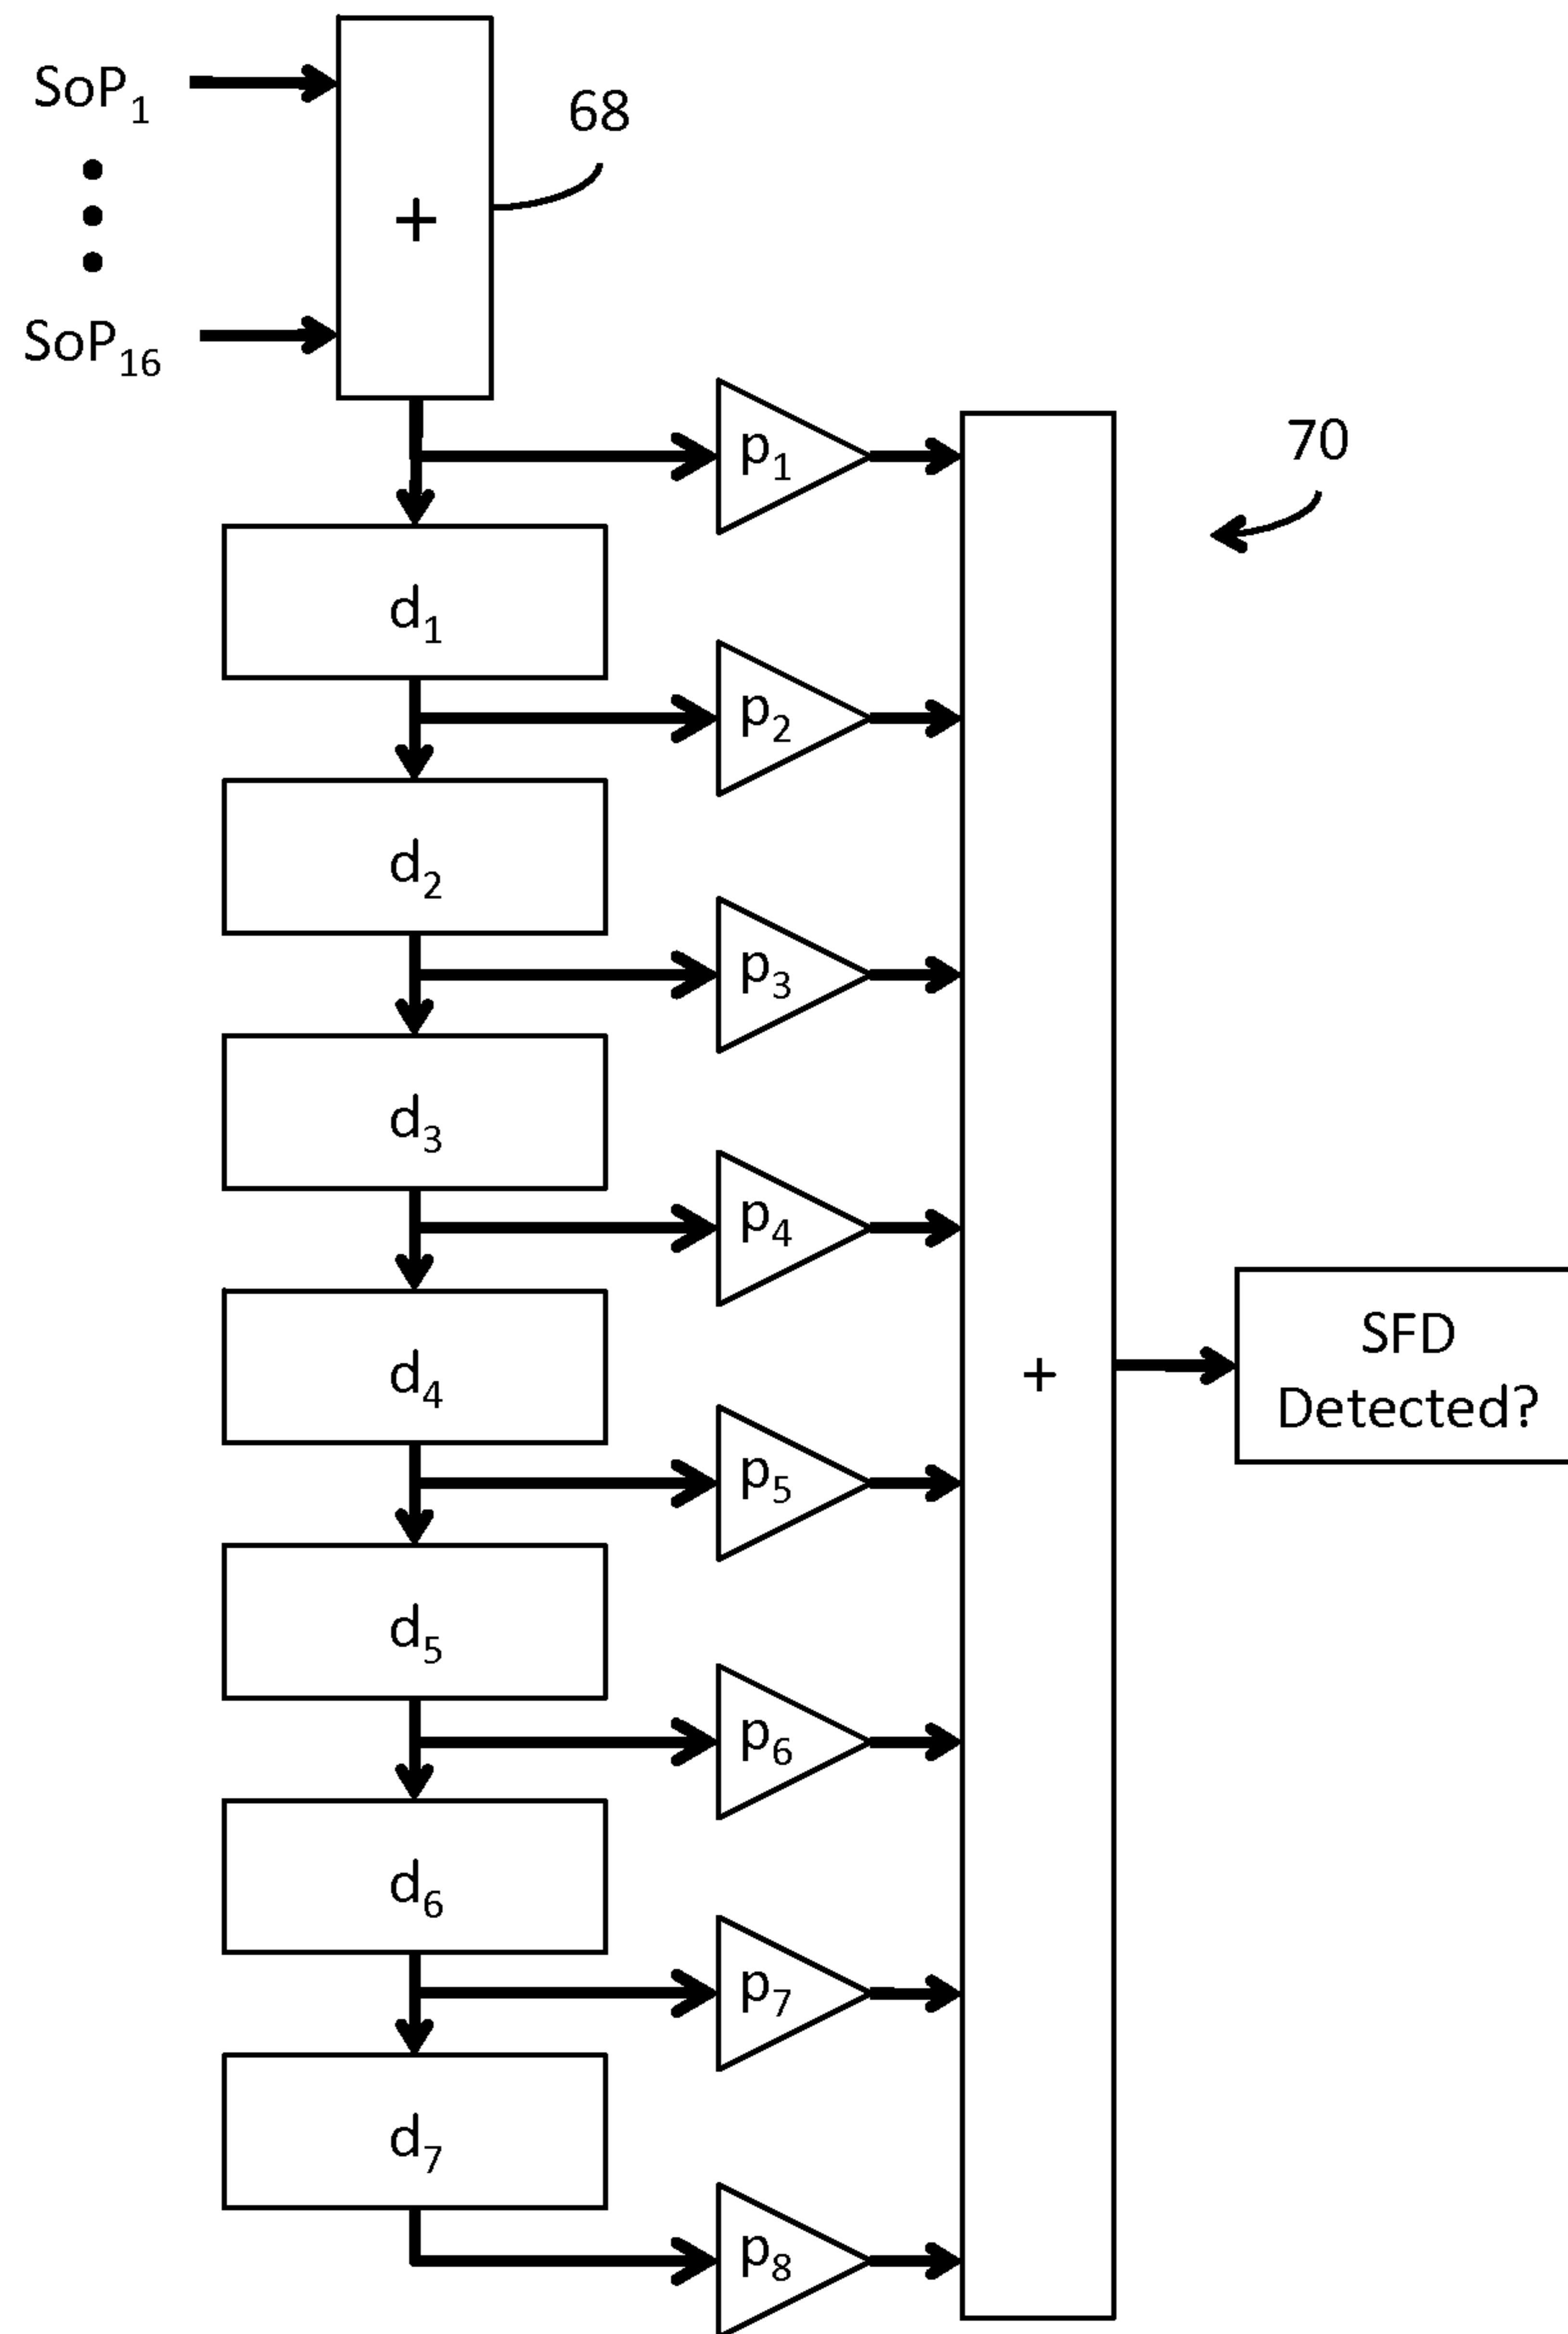 SoP₁
68
+
SoP₁₆
p₁
70
d₁
p₂
d₂
p₃
d₃
p₄
d₄
SFD
+
Detected?
p₅
d₅
p₆
d₆
p₇
d₇
p₈